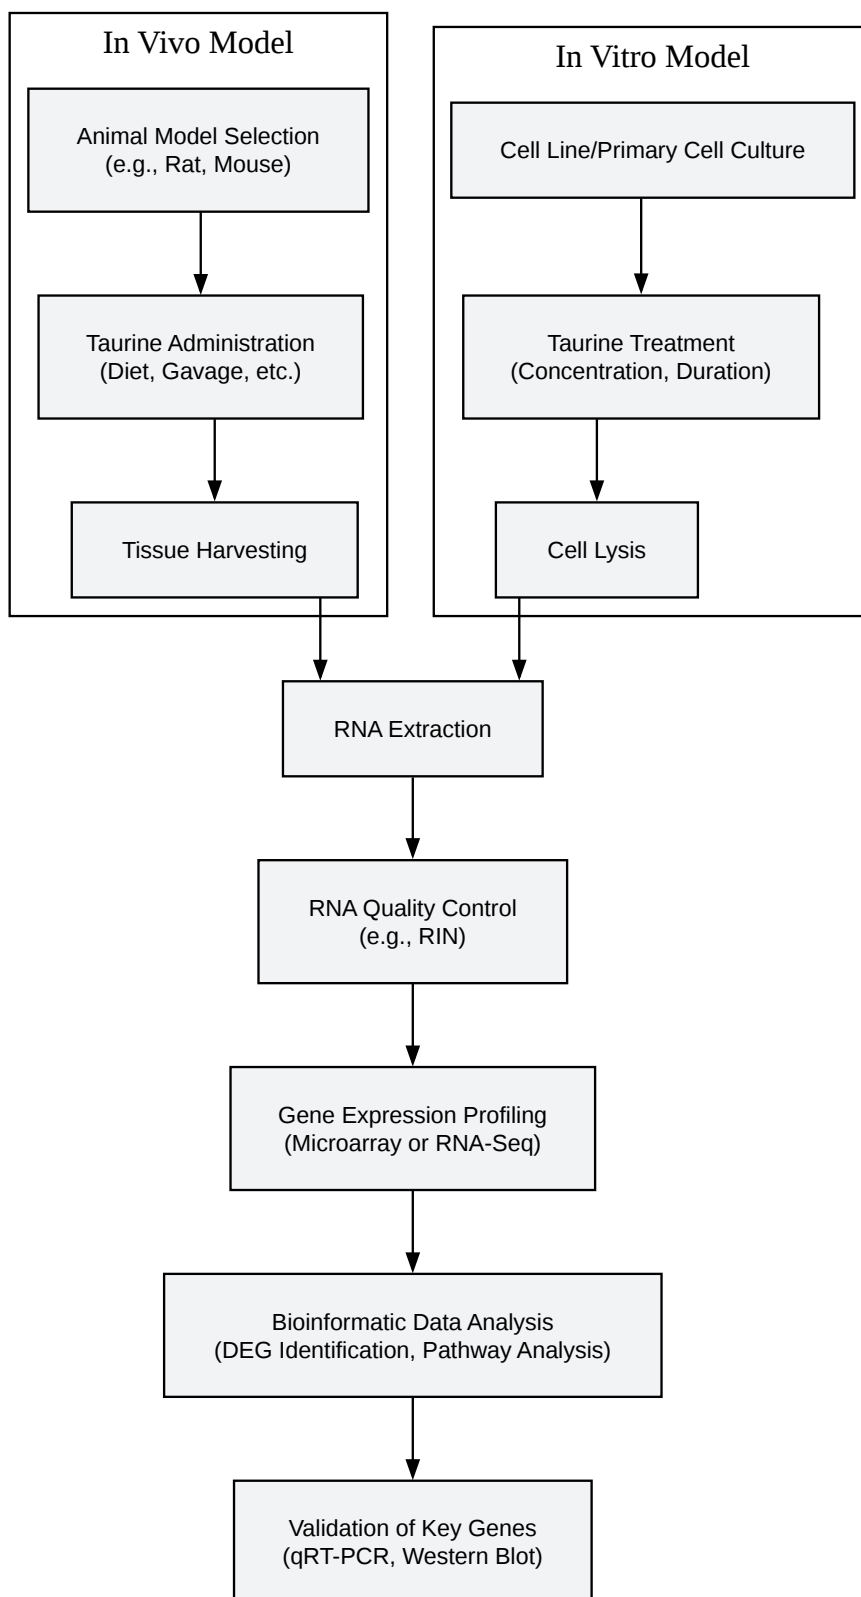 In Vivo Model
Animal Model Selection
(e.g., Rat, Mouse)
Taurine Administration
(Diet, Gavage, etc.)
Tissue Harvesting
In Vitro Model
Cell Line/Primary Cell Culture
Taurine Treatment
(Concentration, Duration)
Cell Lysis
RNA Extraction
RNA Quality Control
(e.g., RIN)
Gene Expression Profiling
(Microarray or RNA-Seq)
Bioinformatic Data Analysis
(DEG Identification, Pathway Analysis)
Validation of Key Genes
(qRT-PCR, Western Blot)